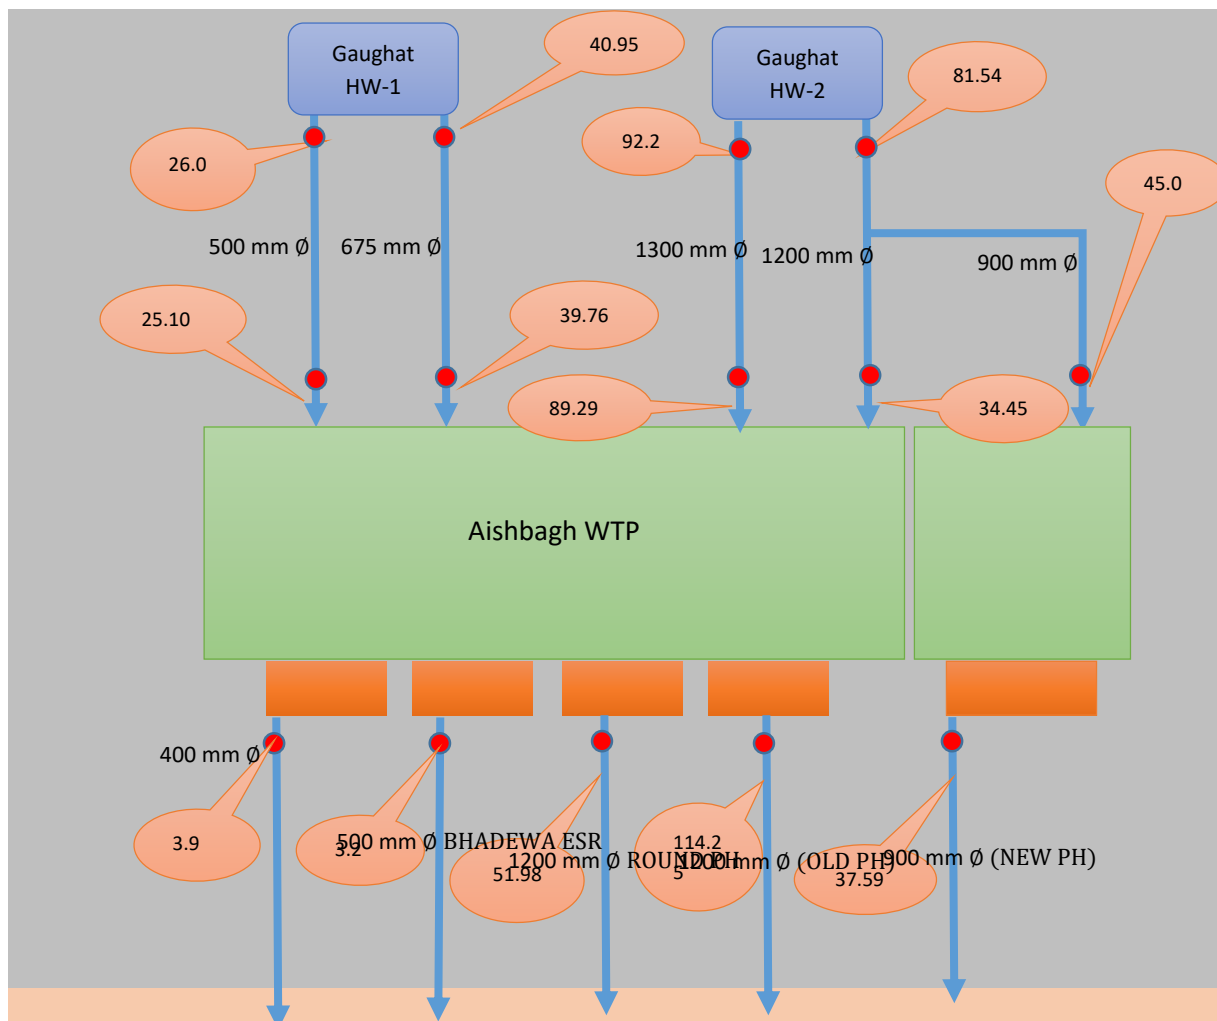 Gaughat
HW-1
40.95
Gaughat
HW-2
81.54
26.0
92.2
45.0
500 mm Ø
675 mm Ø
1300 mm Ø
1200 mm Ø
900 mm Ø
25.10
39.76
89.29
34.45
Aishbagh WTP
400 mm Ø
3.9
3.2
500 mm Ø BHADEWA ESR
51.98
1200 mm Ø ROUND PH
114.2
5
1200 mm Ø (OLD PH)
37.59
900 mm Ø (NEW PH)